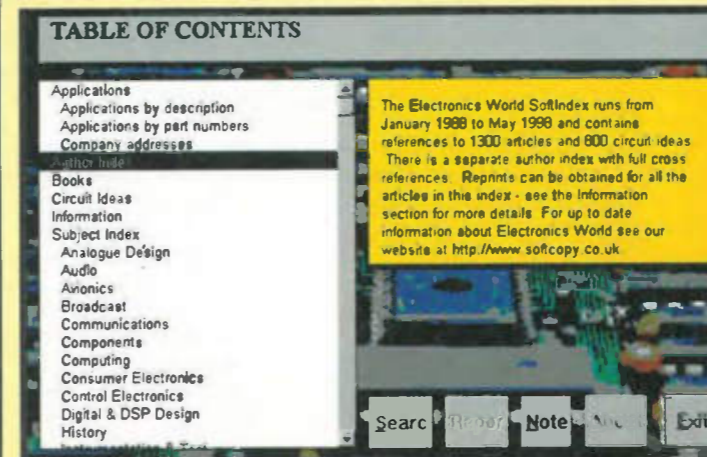 TABLE OF CONTENTS
Applications
Applications by description
Applications by part numbers
Company addresses
Author Index
Books
Circuit Ideas
Information
Subject Index
Analogue Design
Audio
Avionics
Broadcast
Communications
Components
Computing
Consumer Electronics
Control Electronics
Digital & DSP Design
History
The Electronics World SoftIndex runs from
January 1988 to May 1998 and contains
references to 1300 articles and 800 circuit ideas
There is a separate author index with full cross
references. Reprints can be obtained for all the
articles in this index - see the Information
section for more details For up to date
information about Electronics World see our
website at http://www softcopy co uk
Searc
Note
Exit